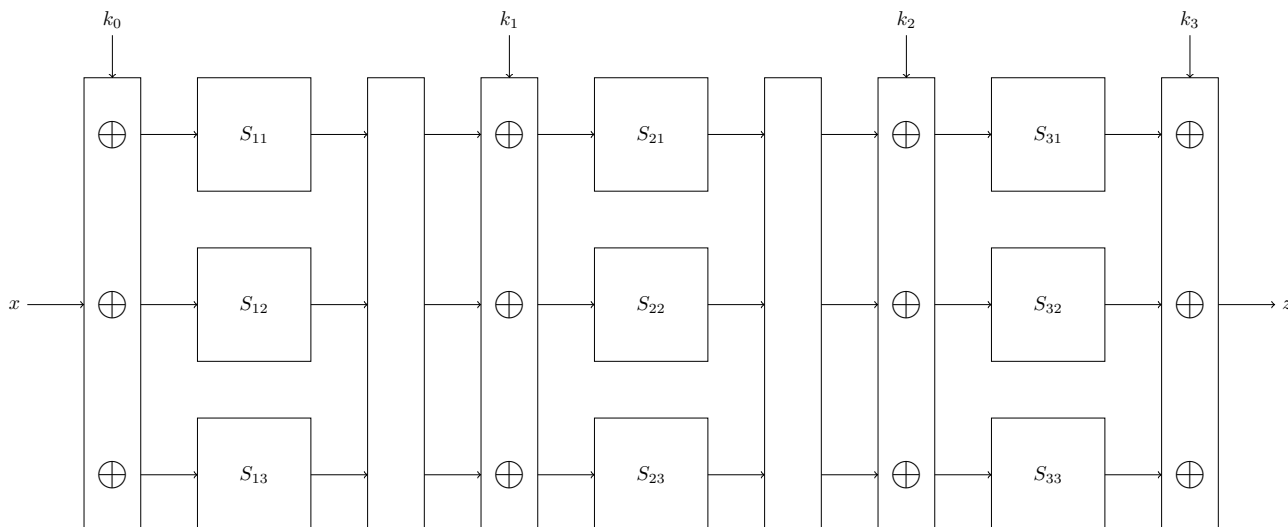 k₀ k₁ k₂ k₃
S₁₁ S₂₁ S₃₁
x S₁₂ S₂₂ S₃₂ z
S₁₃ S₂₃ S₃₃